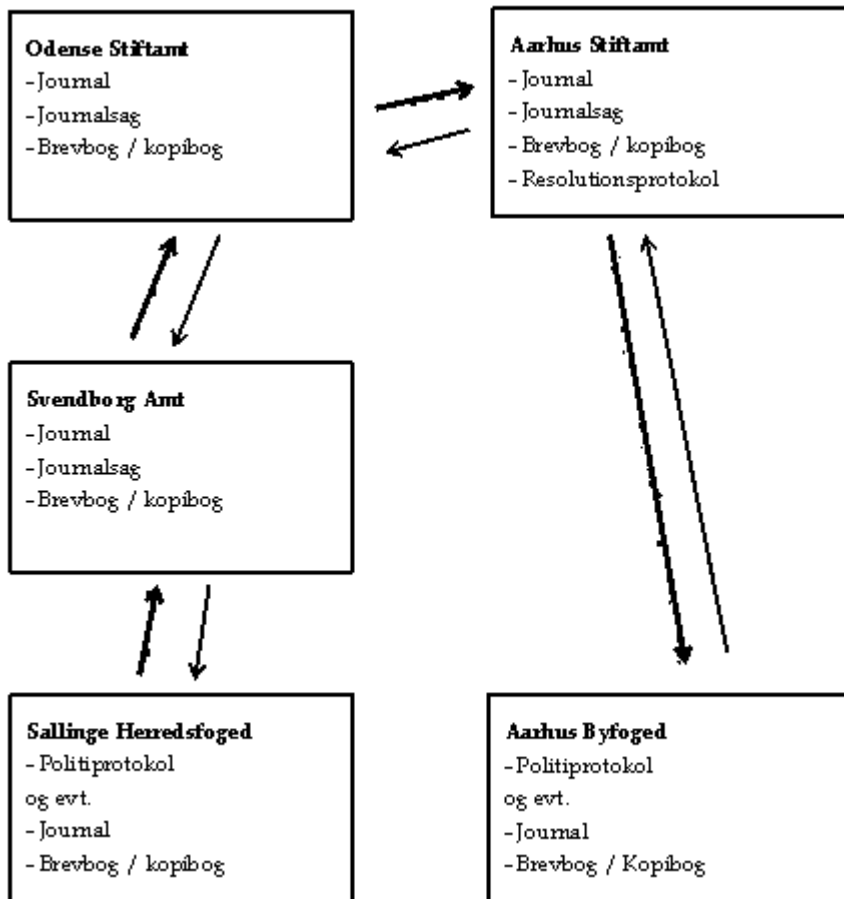 Odense Stiftamt
-Journal
-Journalsag
-Brevbog / kopibog
Aarhus Stiftamt
-Journal
-Journalsag
-Brevbog / kopibog
-Resolutionsprotokol
Svendborg Amt
-Journal
-Journalsag
-Brevbog / kopibog
Sallinge Herredsfoged
-Politiprotokol
og evt.
-Journal
-Brevbog / kopibog
Aarhus Byfoged
-Politiprotokol
og evt.
-Journal
-Brevbog / Kopibog